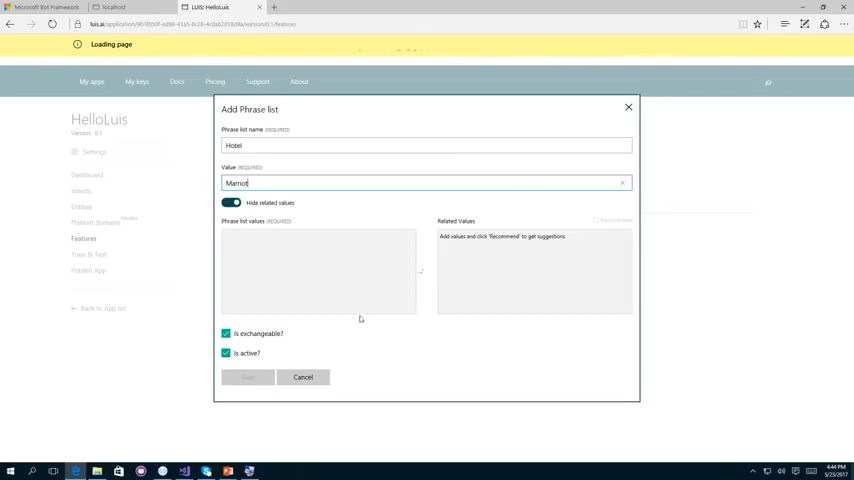 Microsoft Bot Framework
localhost
LUIS: HelloLuis
Loading page
My apps
My keys
Docs
Pricing
Support
About
HelloLuis
Version: 0.1
Settings
Dashboard
Intents
Entities
Prebuilt domains
Features
Train & Test
Publish App
← Back to App list
Add Phrase list
Phrase list name (REQUIRED)
Hotel
Value (REQUIRED)
Marriot
Hide related values
Phrase list values (REQUIRED)
Related Values
Recommend
Add values and click 'Recommend' to get suggestions
Is exchangeable?
Is active?
Save
Cancel
4:44 PM
5/23/2017